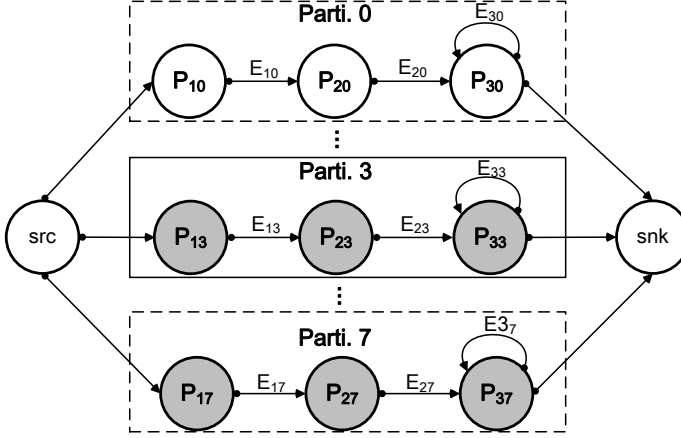 Parti. 0
E30
P10 E10 P20 E20 P30
Parti. 3
E33
src P13 E13 P23 E23 P33 snk
Parti. 7
E37
P17 E17 P27 E27 P37